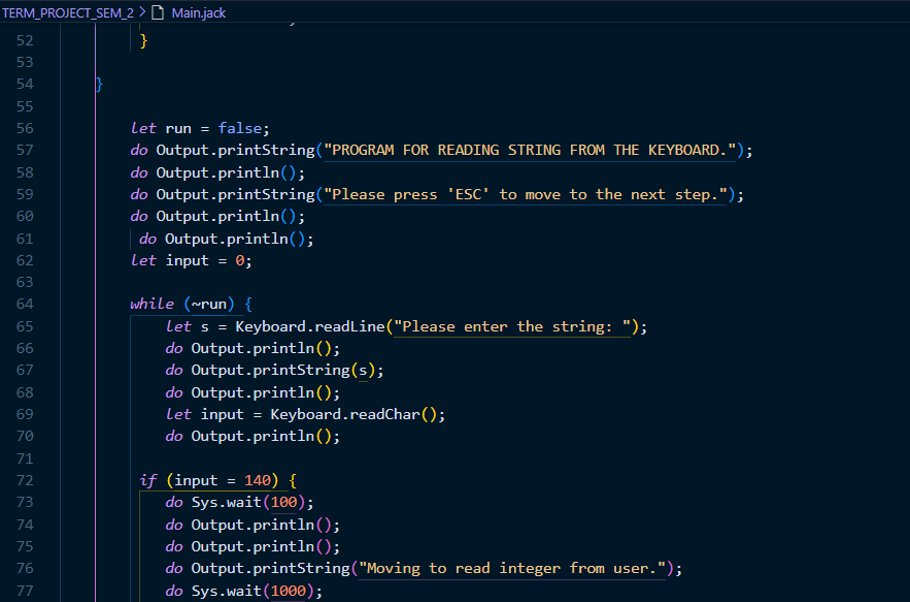 TERM_PROJECT_SEM_2 > Main.jack
52 }
53
54 }
55
56 let run = false;
57 do Output.printString("PROGRAM FOR READING STRING FROM THE KEYBOARD.");
58 do Output.println();
59 do Output.printString("Please press 'ESC' to move to the next step.");
60 do Output.println();
61 do Output.println();
62 let input = 0;
63
64 while (~run) {
65 let s = Keyboard.readLine("Please enter the string: ");
66 do Output.println();
67 do Output.printString(s);
68 do Output.println();
69 let input = Keyboard.readChar();
70 do Output.println();
71
72 if (input = 140) {
73 do Sys.wait(100);
74 do Output.println();
75 do Output.println();
76 do Output.printString("Moving to read integer from user.");
77 do Sys.wait(1000);